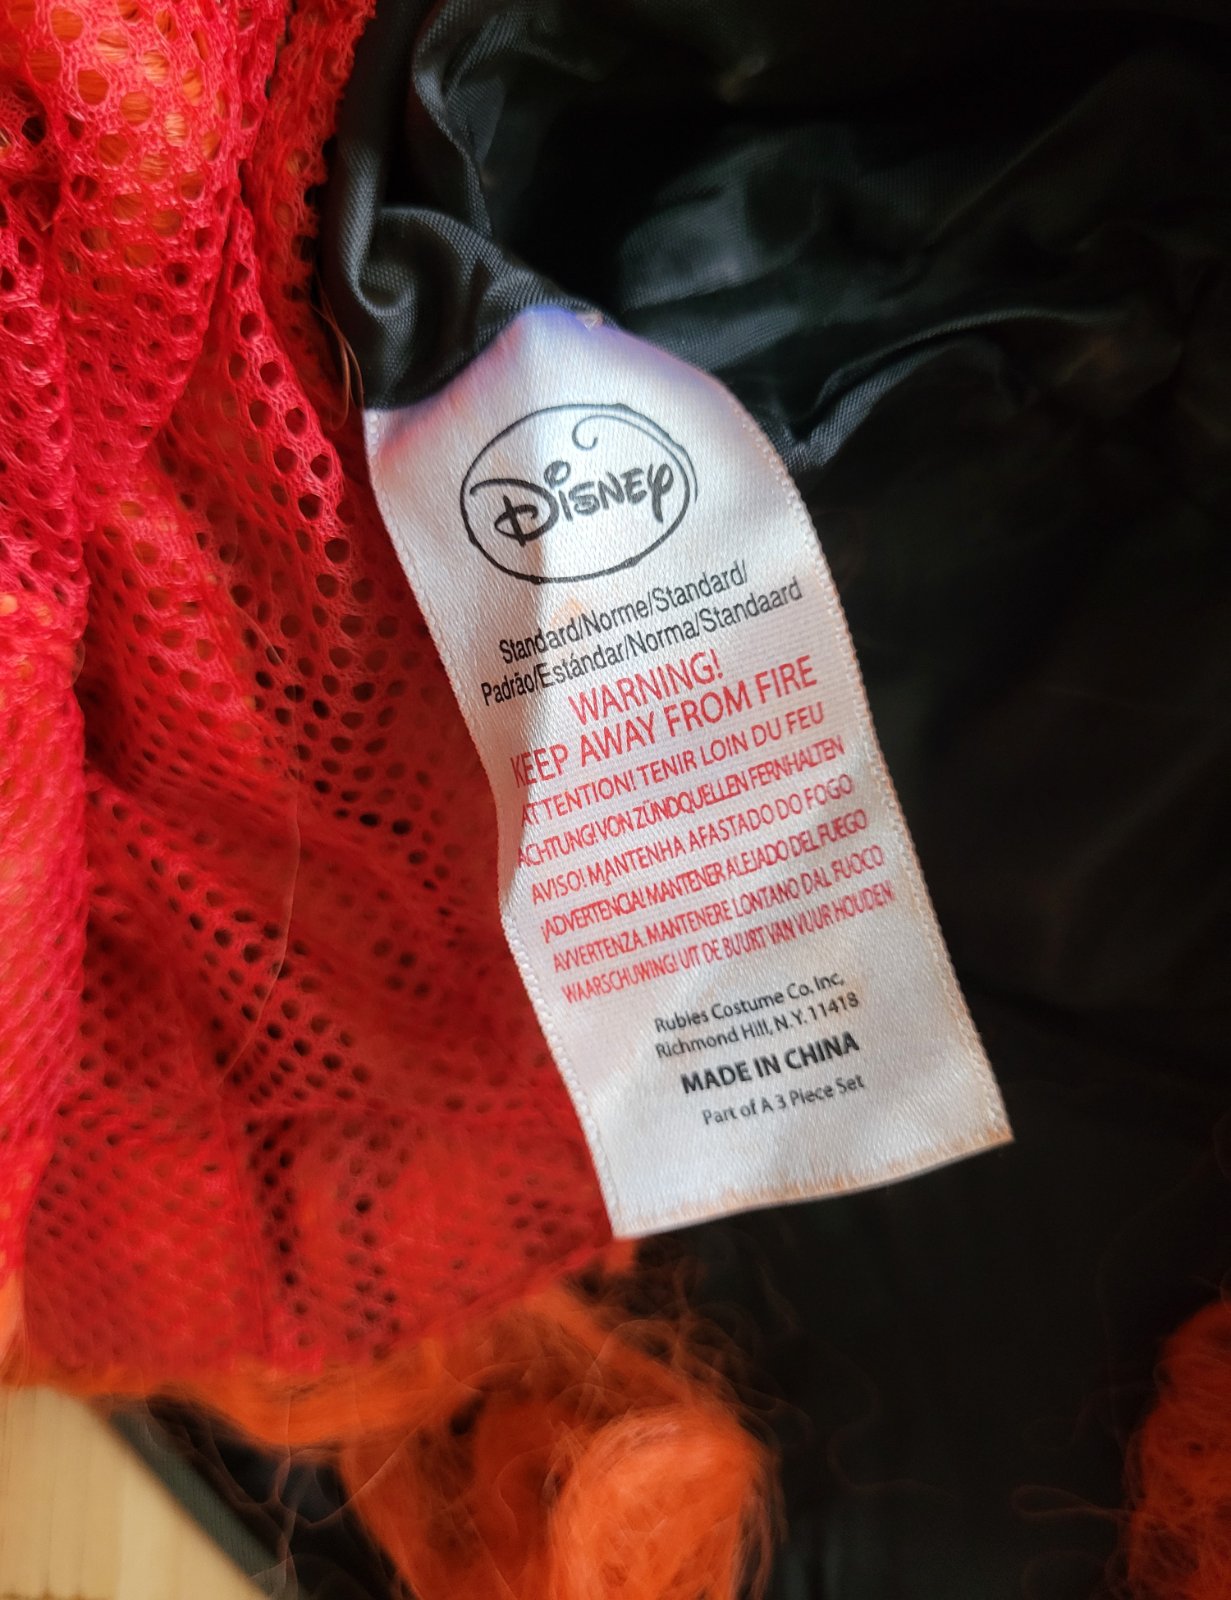 Disney
Standard/Norme/Standard/
Padrão/Estándar/Norma/Standaard
WARNING!
KEEP AWAY FROM FIRE
ATTENTION! TENIR LOIN DU FEU
ACHTUNG! VON ZÜNDQUELLEN FERNHALTEN
AVISO! MANTENHA AFASTADO DO FOGO
¡ADVERTENCIA! MANTENER ALEJADO DEL FUEGO
AVVERTENZA. MANTENERE LONTANO DAL FUOCO
WAARSCHUWING! UIT DE BUURT VAN VUUR HOUDEN
Rubies Costume Co, Inc,
Richmond Hill, N.Y. 11418
MADE IN CHINA
Part of A 3 Piece Set